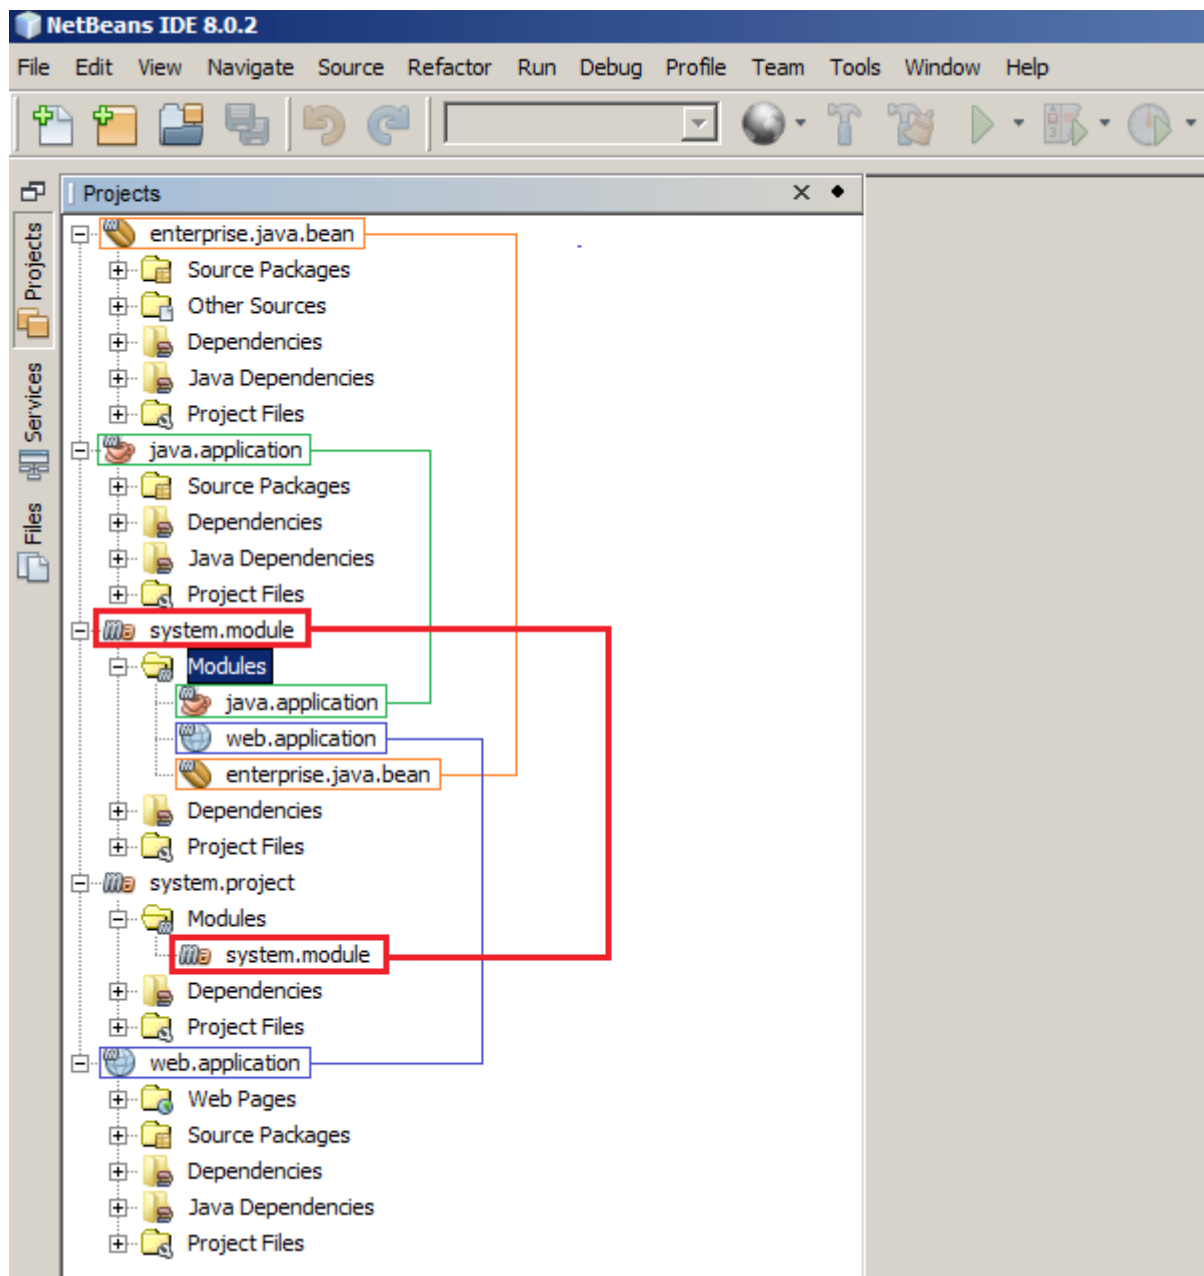 NetBeans IDE 8.0.2
File Edit View Navigate Source Refactor Run Debug Profile Team Tools Window Help
Projects
Projects
Services
Files
enterprise.java.bean
Source Packages
Other Sources
Dependencies
Java Dependencies
Project Files
java.application
Source Packages
Dependencies
Java Dependencies
Project Files
system.module
Modules
java.application
web.application
enterprise.java.bean
Dependencies
Project Files
system.project
Modules
system.module
Dependencies
Project Files
web.application
Web Pages
Source Packages
Dependencies
Java Dependencies
Project Files